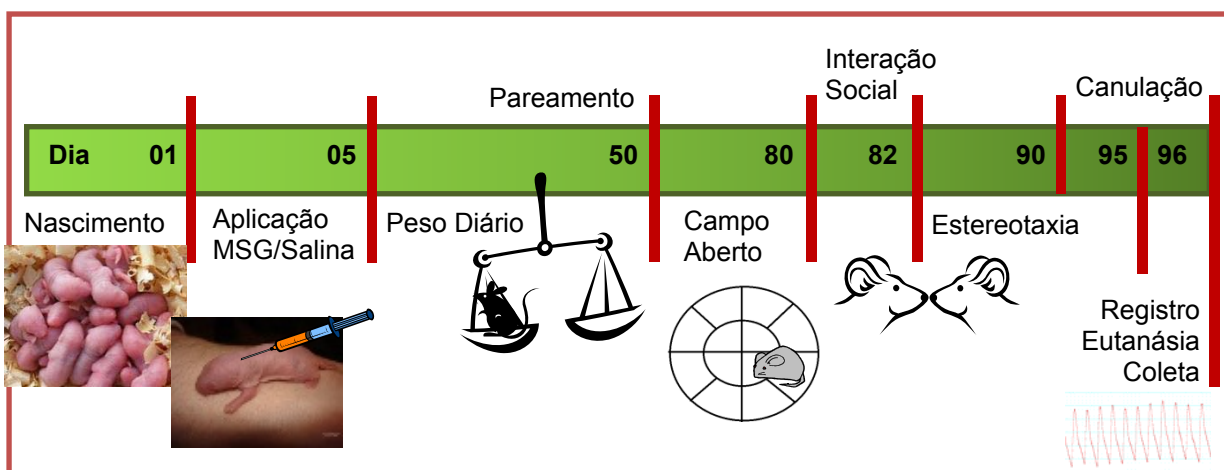 Interação
Social
Pareamento
Canulação
Dia 01 05 50 80 82 90 95 96
Nascimento
Aplicação
MSG/Salina
Peso Diário
Campo
Aberto
Estereotaxia
Registro
Eutanásia
Coleta